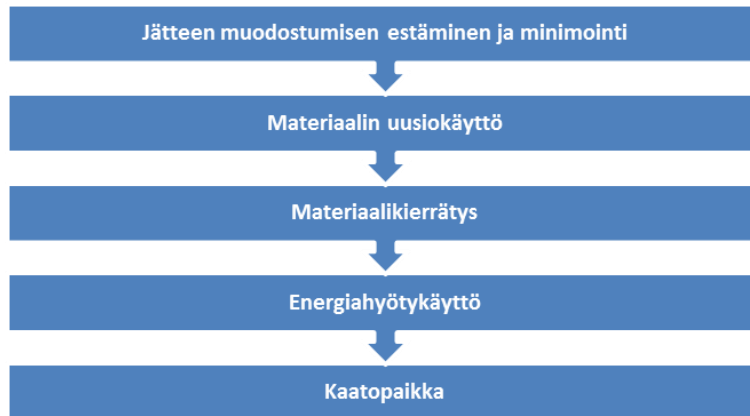 Jätteen muodostumisen estäminen ja minimointi
Materiaalin uusiokäyttö
Materiaalikierrätys
Energiahyötykäyttö
Kaatopaikka